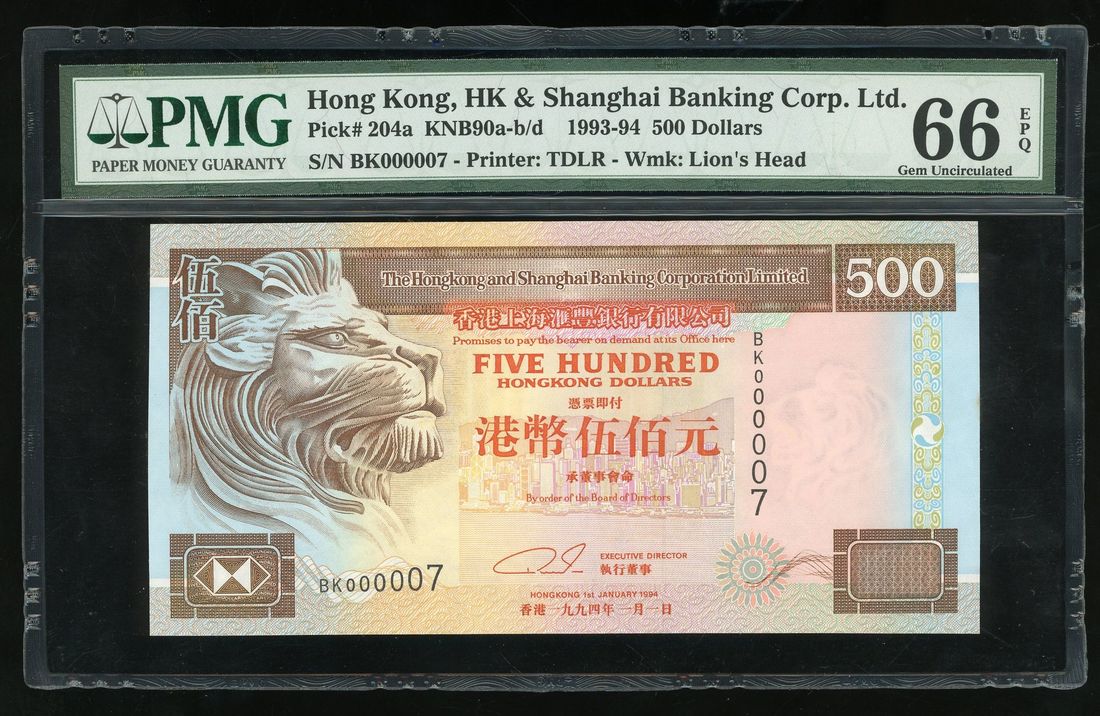 PMG
PAPER MONEY GUARANTY
Hong Kong, HK & Shanghai Banking Corp. Ltd.
Pick# 204a KNB90a-b/d 1993-94 500 Dollars
S/N BK000007 - Printer: TDLR - Wmk: Lion's Head
66
EPQ
Gem Uncirculated
伍佰
The Hongkong and Shanghai Banking Corporation Limited
500
香港上海滙豐銀行有限公司
Promises to pay the bearer on demand at its Office here
FIVE HUNDRED
HONGKONG DOLLARS
憑票即付
港幣伍佰元
承董事會命
By order of the Board of Directors
BK000007
EXECUTIVE DIRECTOR
執行董事
BK000007
HONGKONG 1st JANUARY 1994
香港一九九四年一月一日